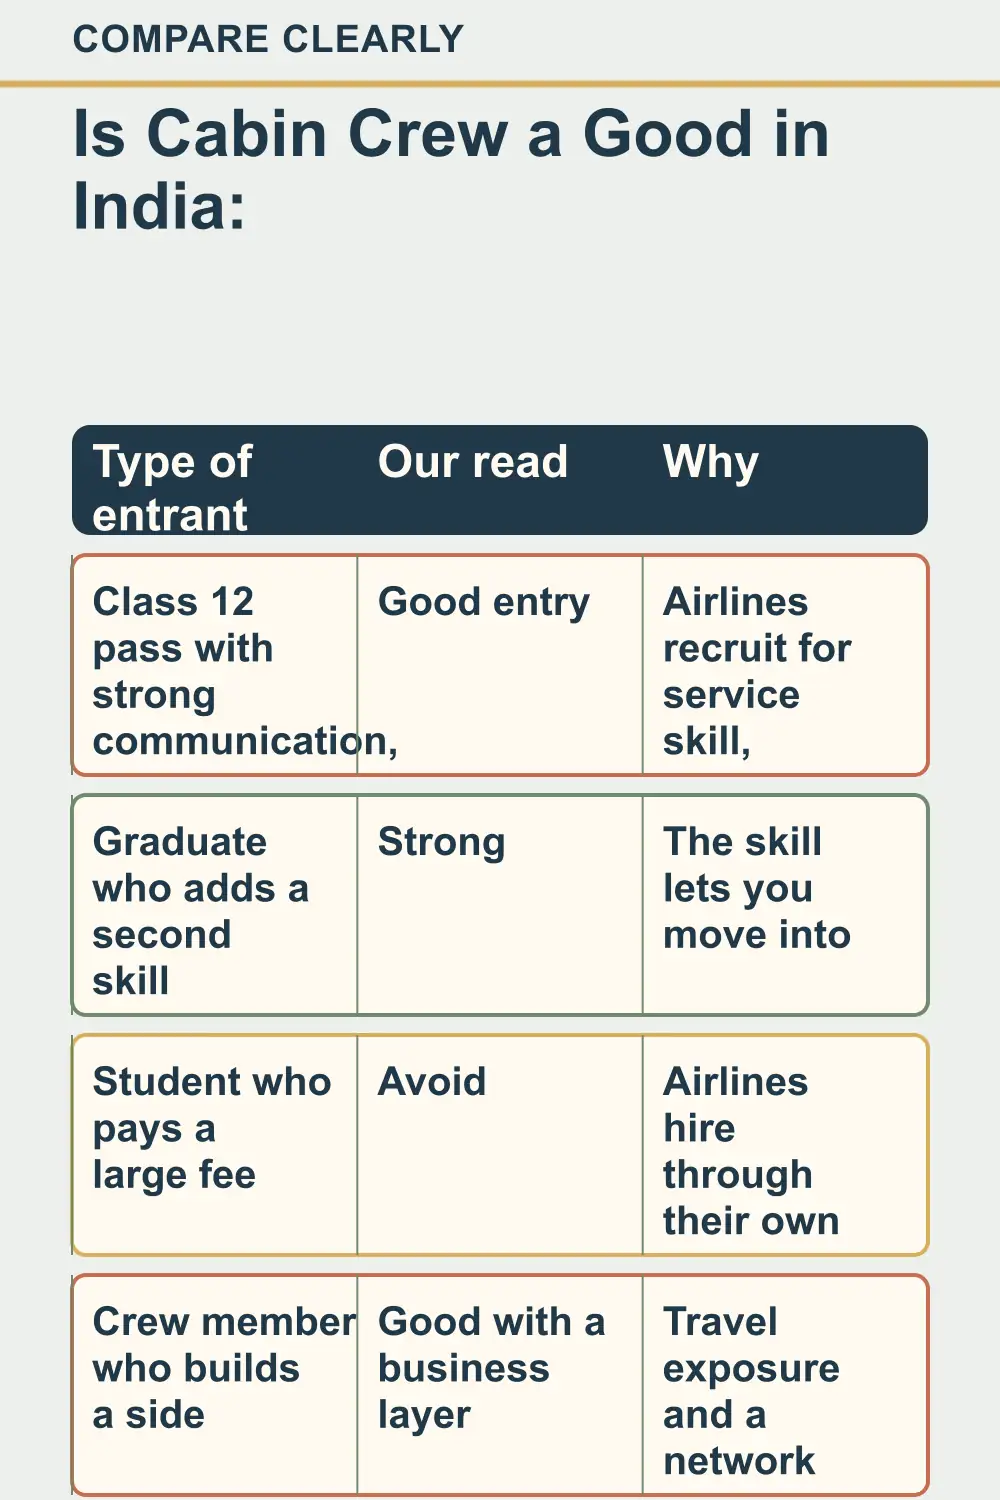 COMPARE CLEARLY
Is Cabin Crew a Good in
India:
Type of
entrant
Our read
Why
Class 12
pass with
strong
communication,
Good entry
Airlines
recruit for
service
skill,
Graduate
who adds a
second
skill
Strong
The skill
lets you
move into
Student who
pays a
large fee
Avoid
Airlines
hire
through
their own
Crew member
who builds
a side
Good with a
business
layer
Travel
exposure
and a
network